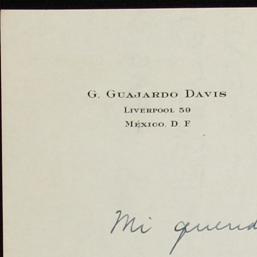 G. GUAJARDO DAVIS
LIVERPOOL 59
MÉXICO, D. F.
Mi querid